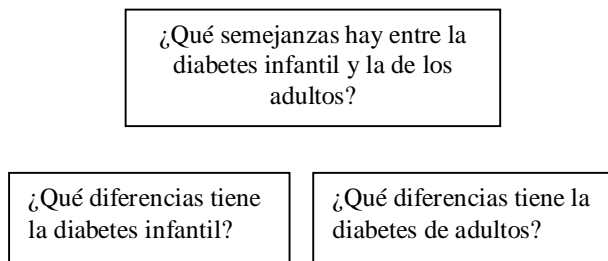 ¿Qué semejanzas hay entre la
diabetes infantil y la de los
adultos?
¿Qué diferencias tiene
la diabetes infantil?
¿Qué diferencias tiene la
diabetes de adultos?